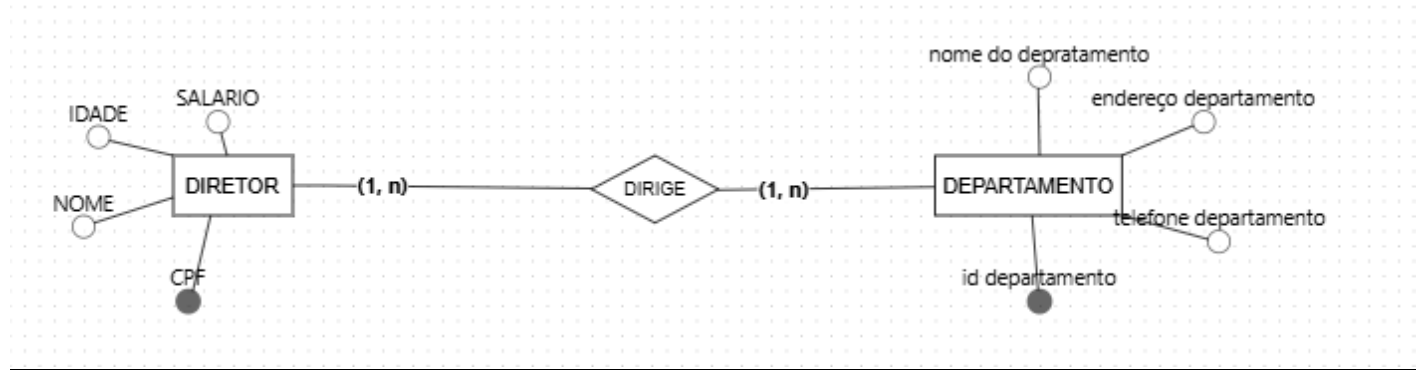 nome do depratamento
SALARIO
endereço departamento
IDADE
DIRETOR
(1, n)
DIRIGE
(1, n)
DEPARTAMENTO
NOME
telefone departamento
CPF
id departamento